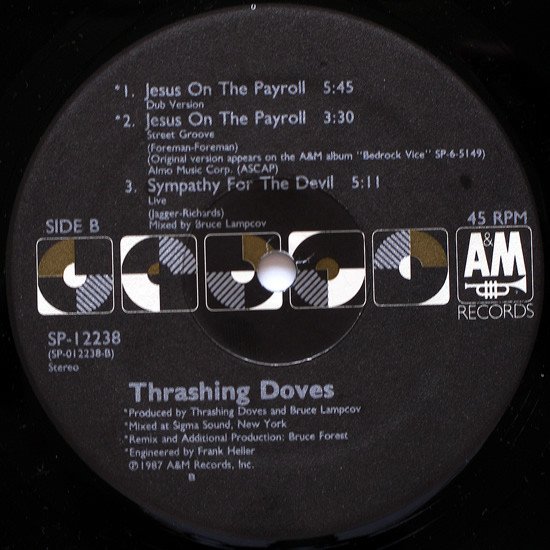 *1. Jesus On The Payroll 5:45
Dub Version
*2. Jesus On The Payroll 3:30
Street Groove
(Foreman-Foreman)
(Original version appears on the A&M album "Bedrock Vice" SP-6-5149)
Almo Music Corp. (ASCAP)
3. Sympathy For The Devil 5:11
Live
(Jagger-Richards)
Mixed by Bruce Lampcov
SIDE B
45 RPM
A&M
RECORDS
SP-12238
(SP-012238-B)
Stereo
Thrashing Doves
*Produced by Thrashing Doves and Bruce Lampcov
*Mixed at Sigma Sound, New York
*Remix and Additional Production: Bruce Forest
*Engineered by Frank Heller
℗1987 A&M Records, Inc.
B